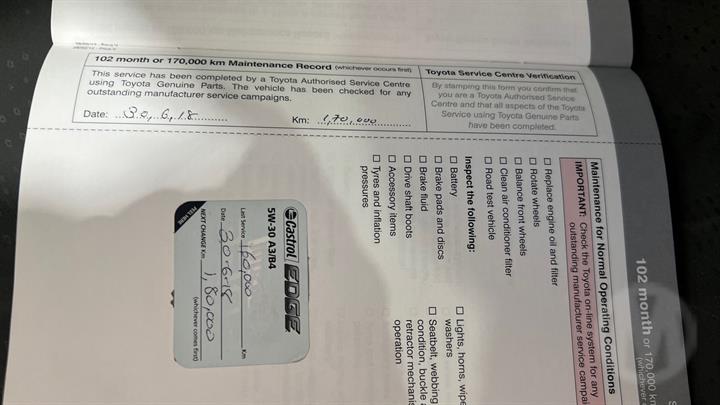 102 month or 170,000 km Maintenance Record (whichever occurs first)
This service has been completed by a Toyota Authorised Service Centre
using Toyota Genuine Parts. The vehicle has been checked for any
outstanding manufacturer service campaigns.
Date: 30,6,18
Km: 1,70,000
Toyota Service Centre Verification
By stamping this form you confirm that
you are a Toyota Authorised Service
Centre and that all aspects of the Toyota
Service using Toyota Genuine Parts
have been completed.
102 month or 170,000 km
(whichever
Maintenance for Normal Operating Conditions
IMPORTANT: Check the Toyota on-line system for any
outstanding manufacturer service campai
☐ Replace engine oil and filter
☐ Rotate wheels
☐ Balance front wheels
☐ Clean air conditioner filter
☐ Road test vehicle
Inspect the following:
☐ Battery
☐ Brake pads and discs
☐ Brake fluid
☐ Drive shaft boots
☐ Accessory items
☐ Tyres and inflation
pressures
☐ Lights, horns, wipe
washers
☐ Seatbelt, webbing
condition, buckle
retractor mechanis
operation
Castrol EDGE
5W-30 A3/B4
Last Service 160,000 Km
Date 30-6-18
NEXT CHANGE Km 1,80,000
(whichever comes first)